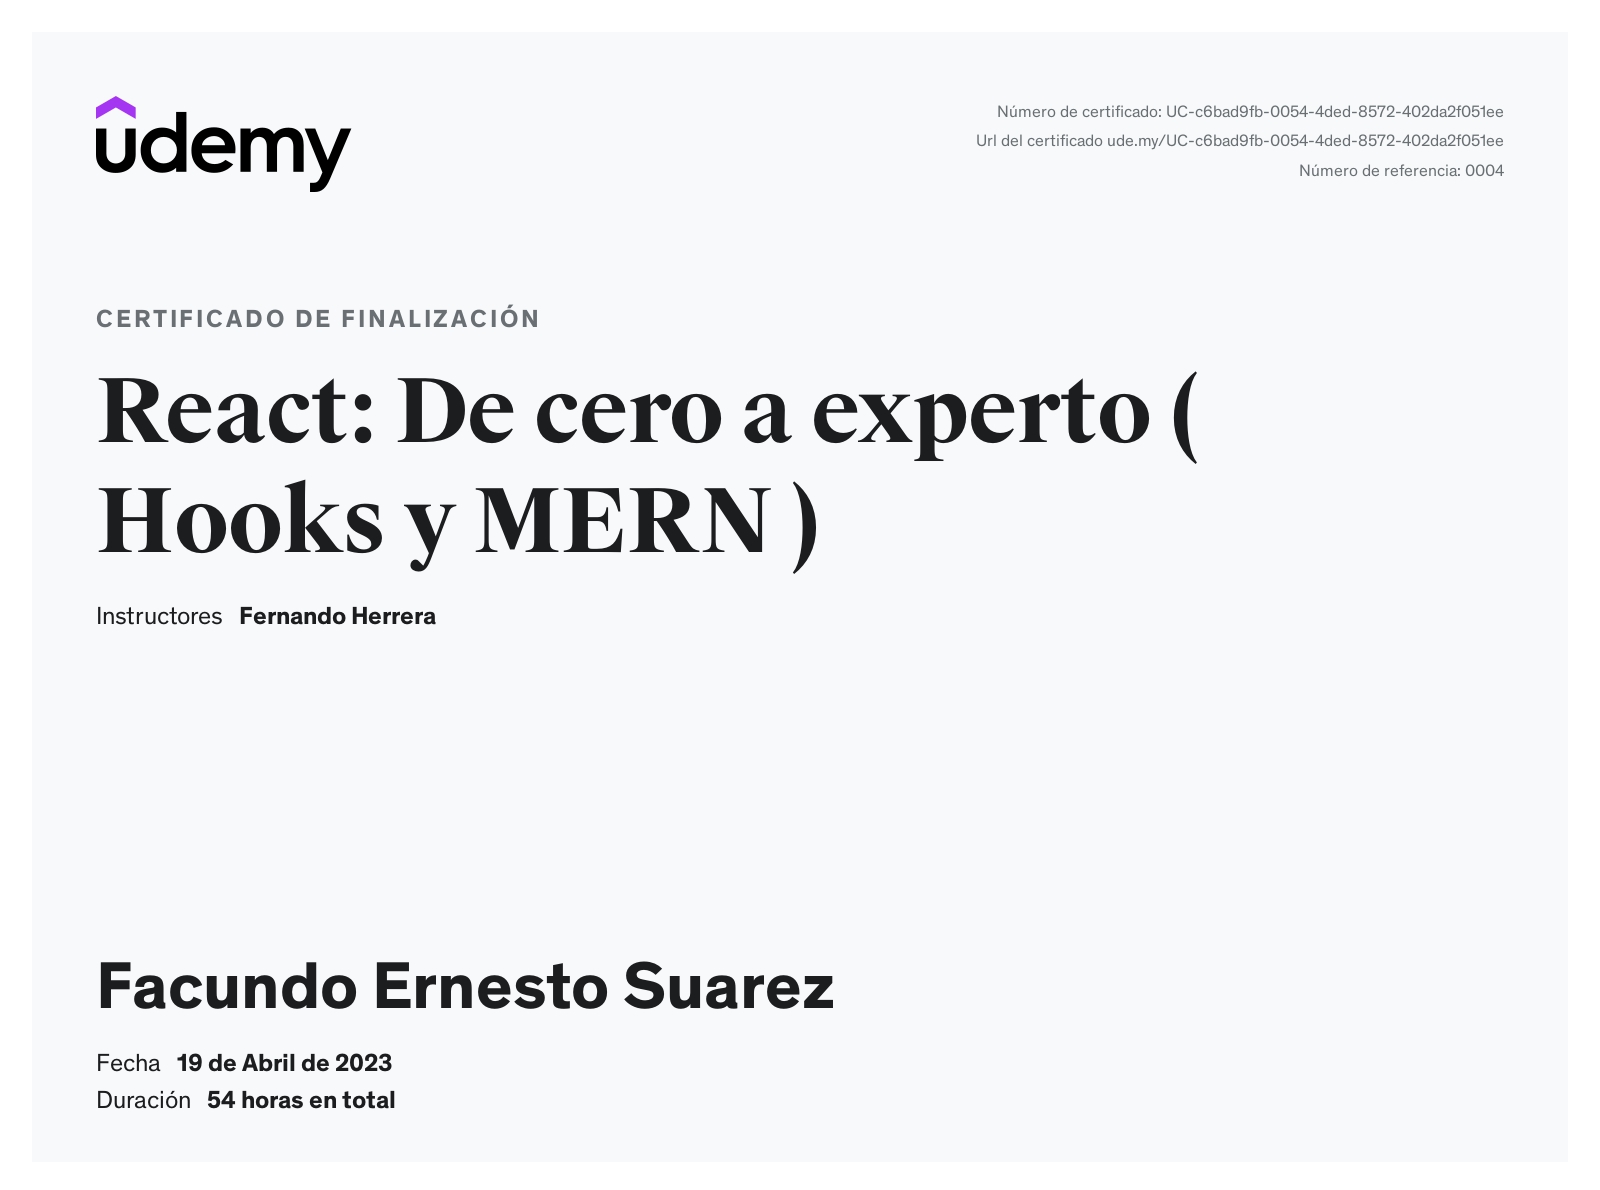 udemy
Número de certificado: UC-c6bad9fb-0054-4ded-8572-402da2f051ee
Url del certificado ude.my/UC-c6bad9fb-0054-4ded-8572-402da2f051ee
Número de referencia: 0004
CERTIFICADO DE FINALIZACIÓN
React: De cero a experto (
Hooks y MERN )
Instructores Fernando Herrera
Facundo Ernesto Suarez
Fecha 19 de Abril de 2023
Duración 54 horas en total